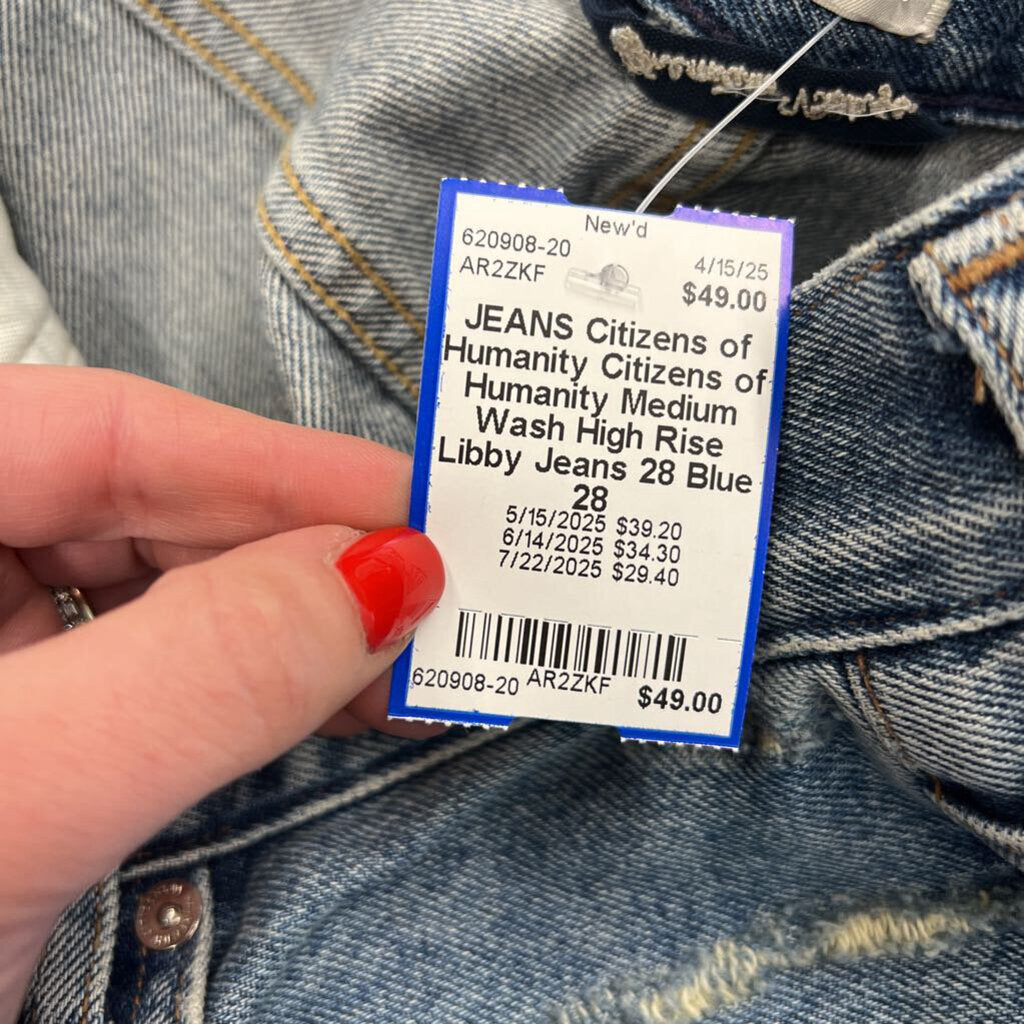 New'd
620908-20
4/15/25
AR2ZKF
$49.00
JEANS Citizens of
Humanity Citizens of
Humanity Medium
Wash High Rise
Libby Jeans 28 Blue
28
5/15/2025 $39.20
6/14/2025 $34.30
7/22/2025 $29.40
620908-20 AR2ZKF $49.00